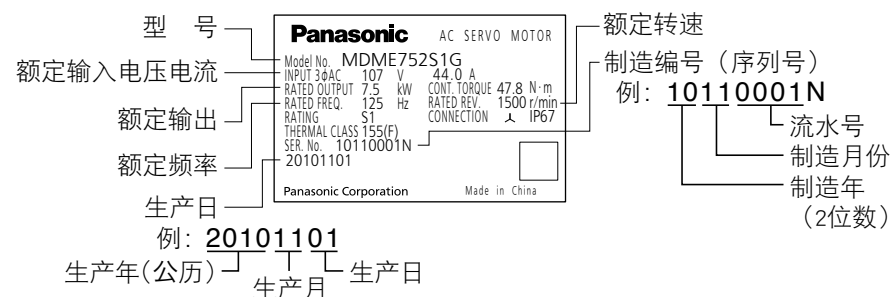 型 号
额定输入电压电流
额定输出
额定频率
生产日
Panasonic AC SERVO MOTOR
Model No. MDME752S1G
INPUT 3ϕAC 107 V 44.0 A
RATED OUTPUT 7.5 kW CONT. TORQUE 47.8 N·m
RATED FREQ. 125 Hz RATED REV. 1500 r/min
RATING S1 CONNECTION 人 IP67
THERMAL CLASS 155(F)
SER. No. 10110001N
20101101
Panasonic Corporation Made in China
额定转速
制造编号（序列号）
例: 10110001N
流水号
制造月份
制造年
（2位数）
例: 20101101
生产年(公历) 生产月 生产日